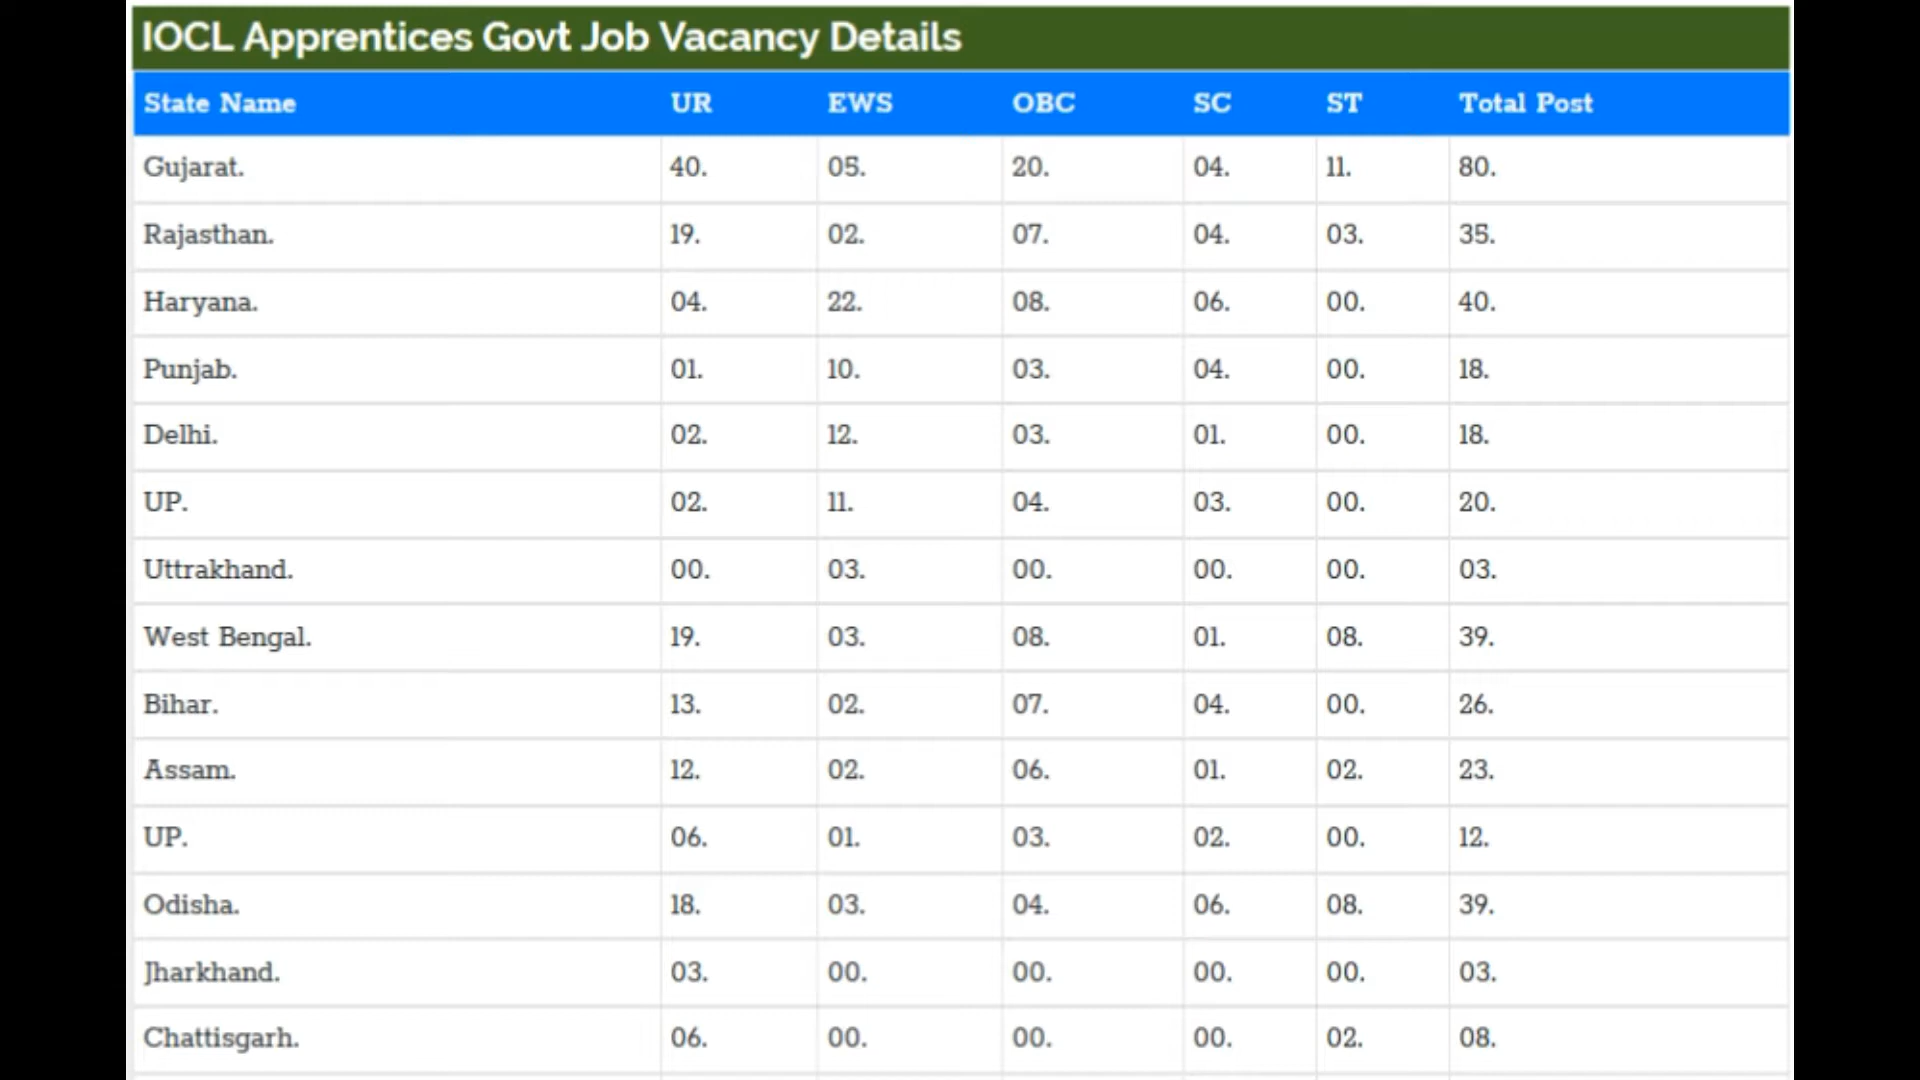 IOCL Apprentices Govt Job Vacancy Details
State Name UR EWS OBC SC ST Total Post
Gujarat. 40. 05. 20. 04. 11. 80.
Rajasthan. 19. 02. 07. 04. 03. 35.
Haryana. 04. 22. 08. 06. 00. 40.
Punjab. 01. 10. 03. 04. 00. 18.
Delhi. 02. 12. 03. 01. 00. 18.
UP. 02. 11. 04. 03. 00. 20.
Uttrakhand. 00. 03. 00. 00. 00. 03.
West Bengal. 19. 03. 08. 01. 08. 39.
Bihar. 13. 02. 07. 04. 00. 26.
Assam. 12. 02. 06. 01. 02. 23.
UP. 06. 01. 03. 02. 00. 12.
Odisha. 18. 03. 04. 06. 08. 39.
Jharkhand. 03. 00. 00. 00. 00. 03.
Chattisgarh. 06. 00. 00. 00. 02. 08.